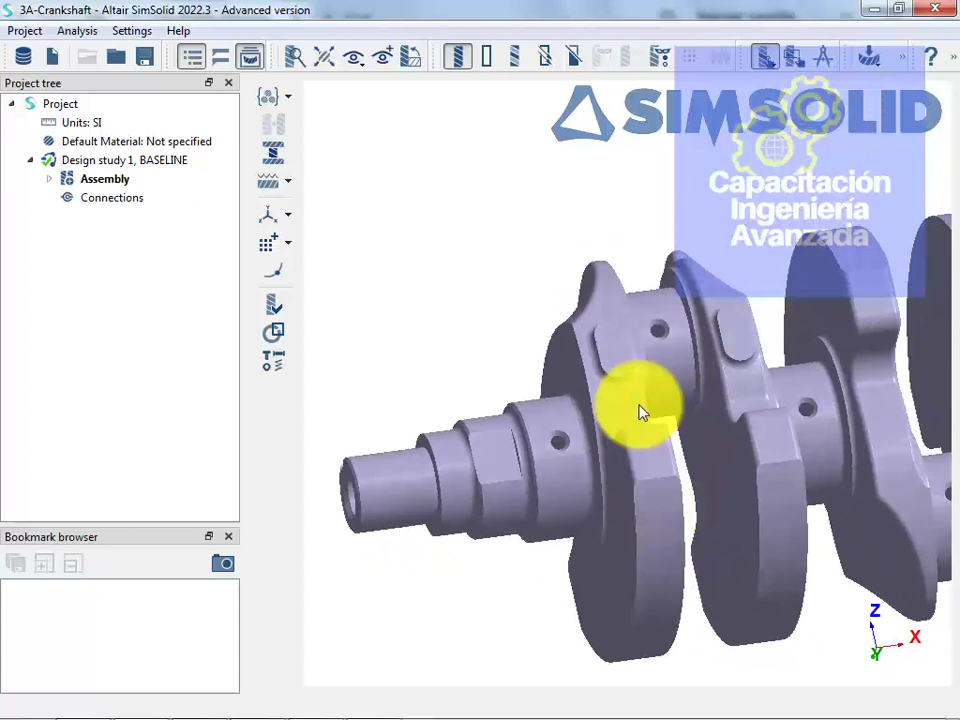 3A-Crankshaft - Altair SimSolid 2022.3 - Advanced version
Project Analysis Settings Help
Project tree
Project
Units: SI
Default Material: Not specified
Design study 1, BASELINE
Assembly
Connections
Bookmark browser
SIMSOLID
Capacitación
Ingeniería
Avanzada
Z
X
Y